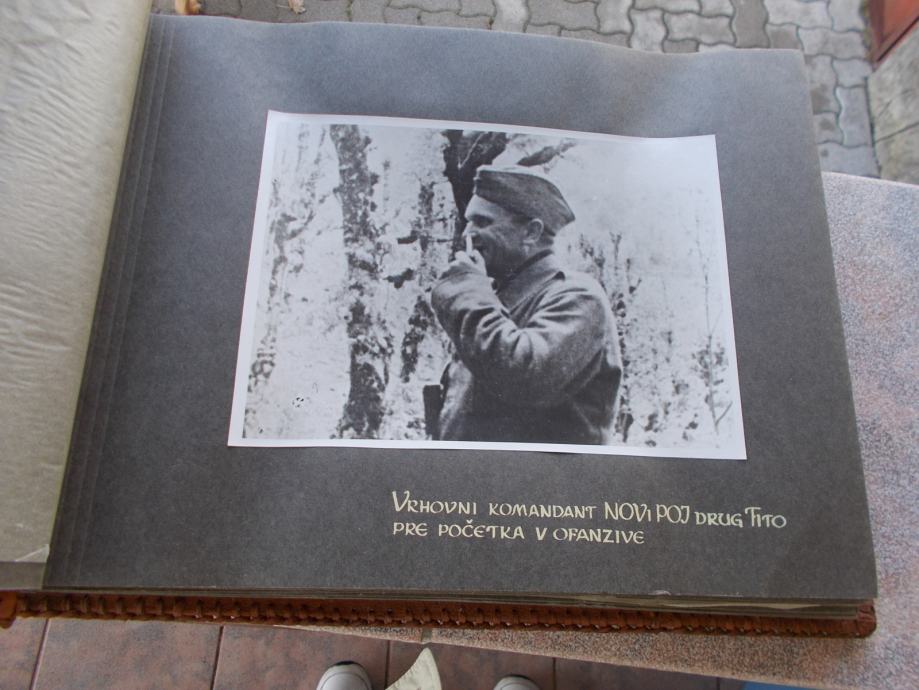 VRHOVNI KOMANDANT NOVi POJ DRUG TITO
PRE POČETKA V OFANZIVE